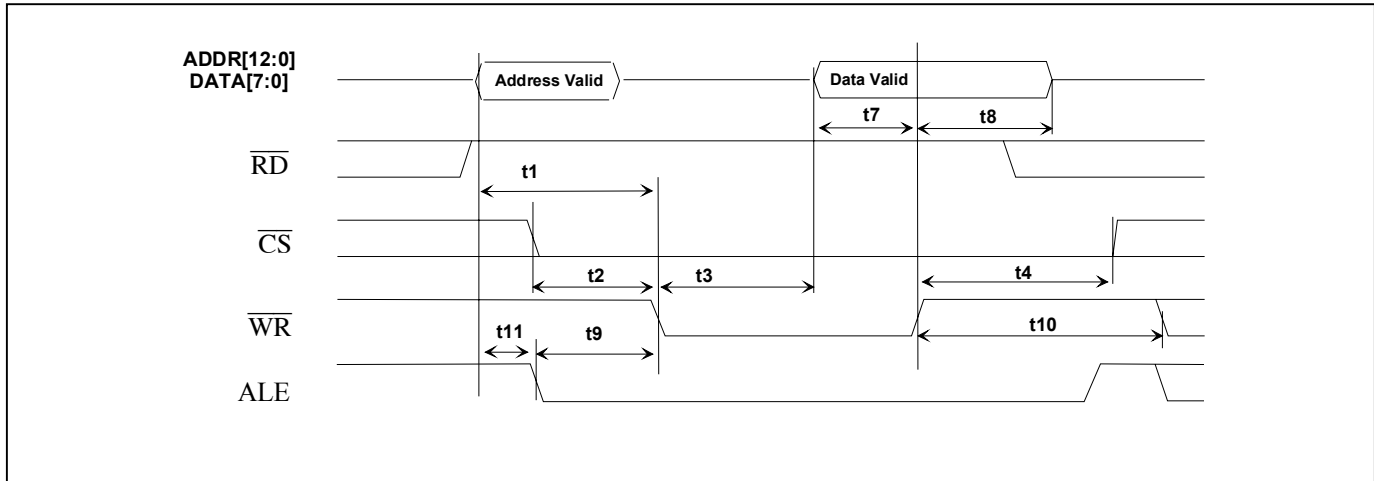 ADDR[12:0]
DATA[7:0]
Address Valid
Data Valid
t7
t8
RD
t1
CS
t2
t3
t4
WR
t11
t9
t10
ALE